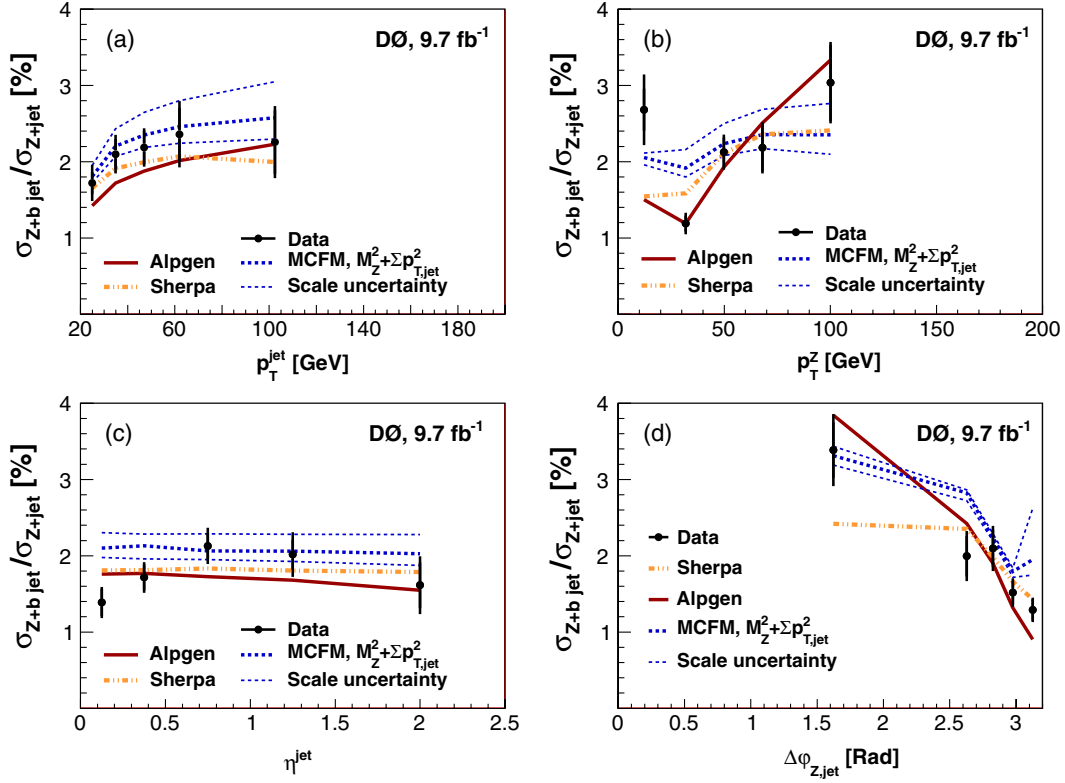 (a)
DØ, 9.7 fb-1
σZ+b jet/σZ+jet [%]
4
3
2
1
Alpgen
Sherpa
Data
MCFM, M²Z+Σp²T,jet
Scale uncertainty
20 60 100 140 180
pTjet [GeV]
(b)
DØ, 9.7 fb-1
σZ+b jet/σZ+jet [%]
4
3
2
1
Alpgen
Sherpa
Data
MCFM, M²Z+Σp²T,jet
Scale uncertainty
0 50 100 150 200
pTZ [GeV]
(c)
DØ, 9.7 fb-1
σZ+b jet/σZ+jet [%]
4
3
2
1
Alpgen
Sherpa
Data
MCFM, M²Z+Σp²T,jet
Scale uncertainty
0 0.5 1 1.5 2 2.5
ηjet
(d)
DØ, 9.7 fb-1
σZ+b jet/σZ+jet [%]
4
3
2
1
Data
Sherpa
Alpgen
MCFM, M²Z+Σp²T,jet
Scale uncertainty
0 0.5 1 1.5 2 2.5 3
ΔφZ,jet [Rad]